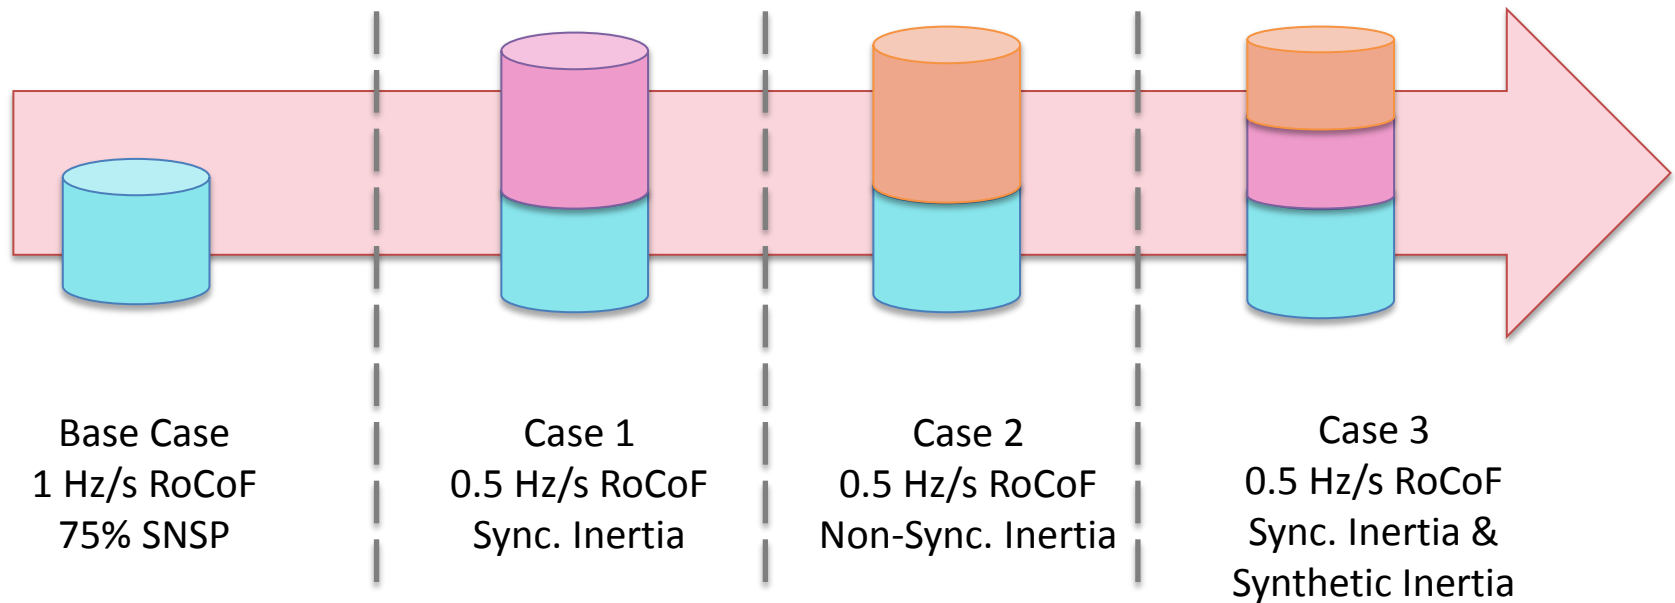 Base Case
1 Hz/s RoCoF
75% SNSP
Case 1
0.5 Hz/s RoCoF
Sync. Inertia
Case 2
0.5 Hz/s RoCoF
Non-Sync. Inertia
Case 3
0.5 Hz/s RoCoF
Sync. Inertia &
Synthetic Inertia